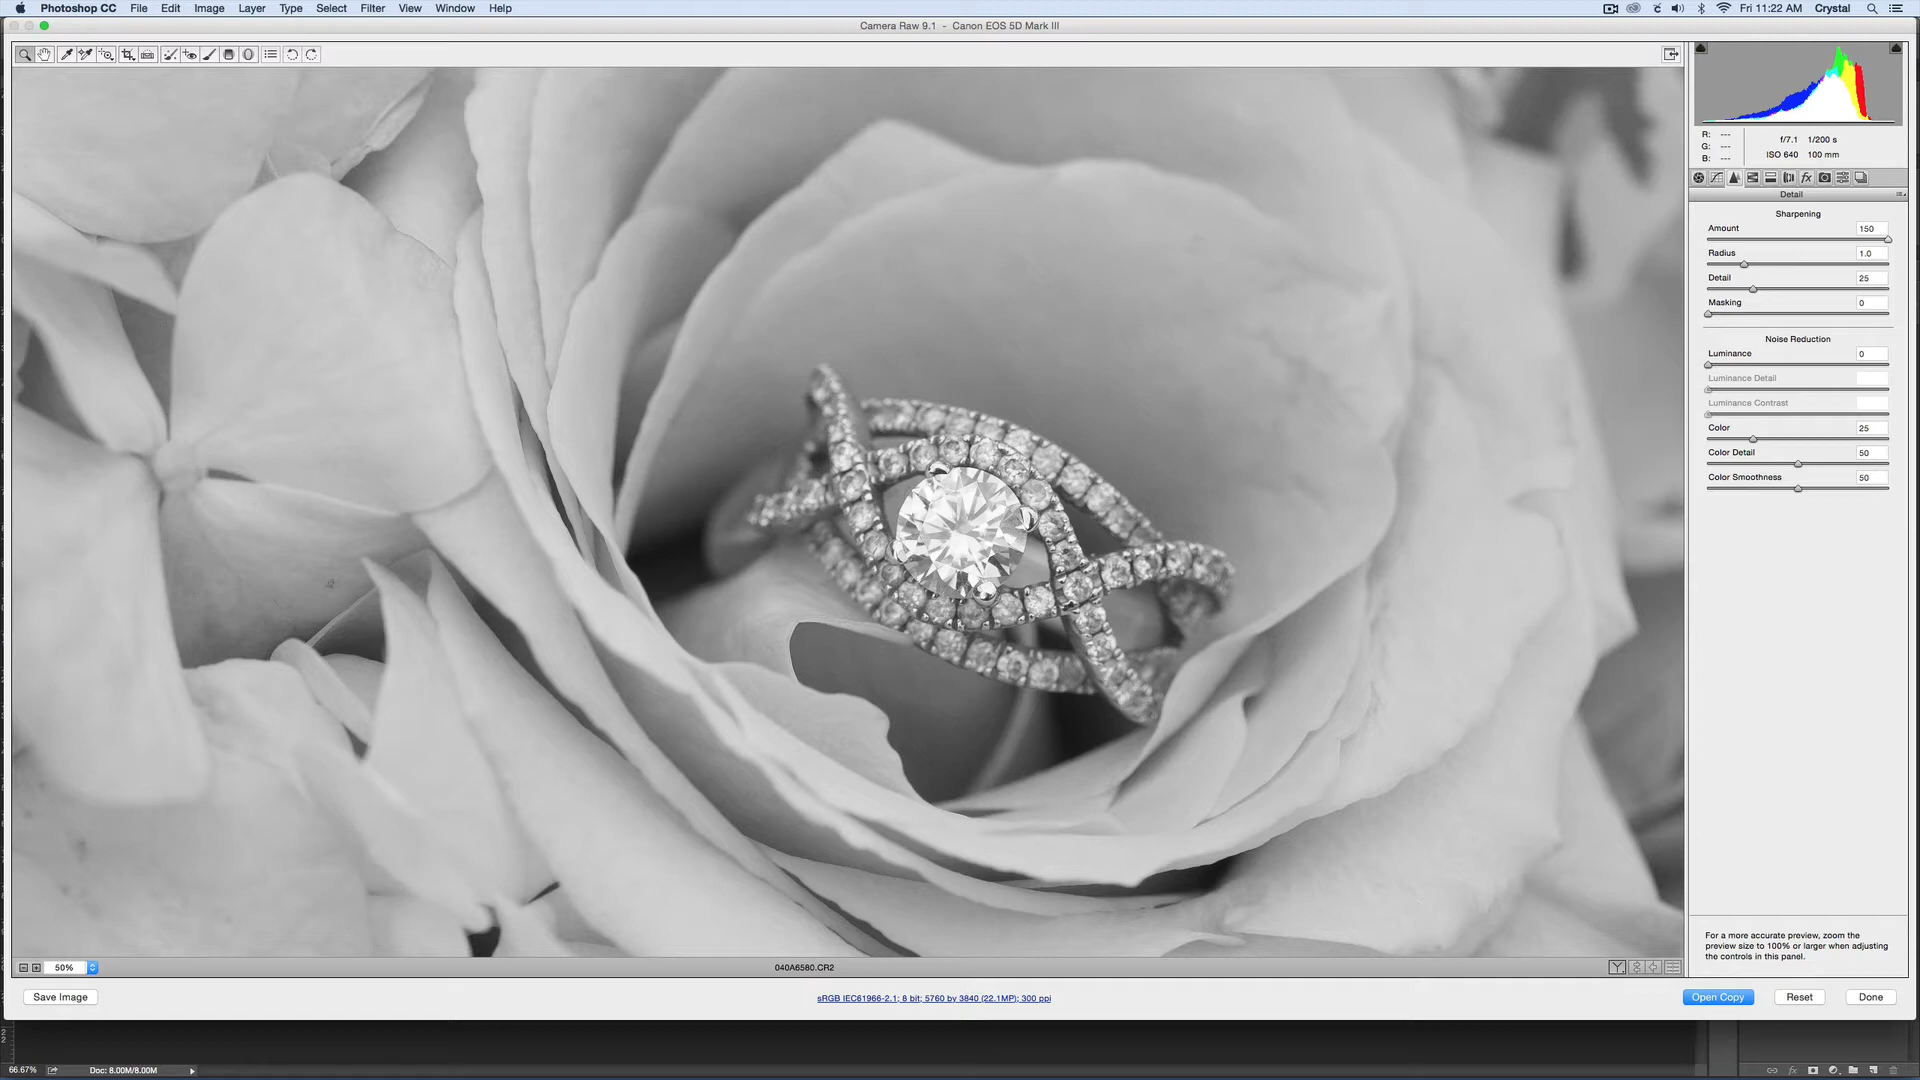 Photoshop CC File Edit Image Layer Type Select Filter View Window Help Fri 11:22 AM Crystal
Camera Raw 9.1 - Canon EOS 5D Mark III
R: ---
G: ---
B: ---
f/7.1 1/200 s
ISO 640 100 mm
fx
Detail
Sharpening
Amount 150
Radius 1.0
Detail 25
Masking 0
Noise Reduction
Luminance 0
Luminance Detail
Luminance Contrast
Color 25
Color Detail 50
Color Smoothness 50
For a more accurate preview, zoom the
preview size to 100% or larger when adjusting
the controls in this panel.
50% 040A6580.CR2 Y
Save Image sRGB IEC61966-2.1; 8 bit; 5760 by 3840 (22.1MP); 300 ppi Open Copy Reset Done
2
2
66.67% Doc: 8.00M/8.00M fx